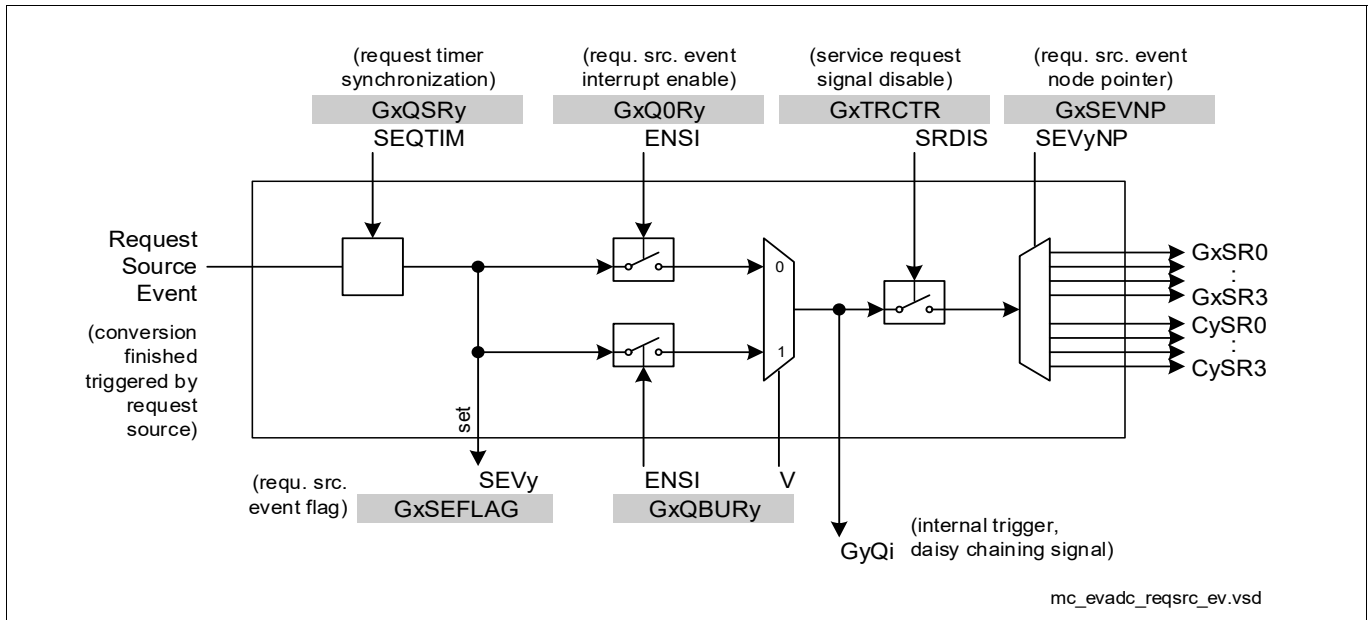 (request timer
synchronization)
GxQSRy
SEQTIM
(requ. src. event
interrupt enable)
GxQ0Ry
ENSI
(service request
signal disable)
GxTRCTR
SRDIS
(requ. src. event
node pointer)
GxSEVNP
SEVyNP
Request
Source
Event
(conversion
finished
triggered by
request
source)
0
1
GxSR0
:
GxSR3
CySR0
:
CySR3
set
(requ. src.
event flag)
SEVy
GxSEFLAG
ENSI
V
GxQBURy
GyQi
(internal trigger,
daisy chaining signal)
mc_evadc_reqsrc_ev.vsd